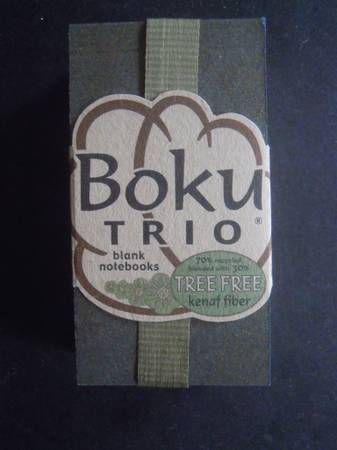 Boku
TRIO®
blank
notebooks
70% recycled
blended with 30%
TREE FREE
kenaf fiber